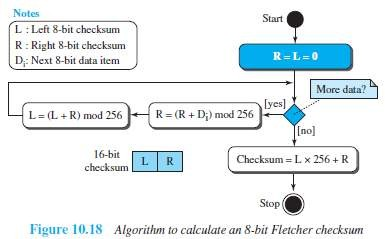 Notes
L : Left 8-bit checksum
R : Right 8-bit checksum
Di: Next 8-bit data item
Start
R = L = 0
More data?
[yes]
R = (R + Di) mod 256
L = (L + R) mod 256
[no]
16-bit
checksum
L R
Checksum = L × 256 + R
Stop
Figure 10.18 Algorithm to calculate an 8-bit Fletcher checksum